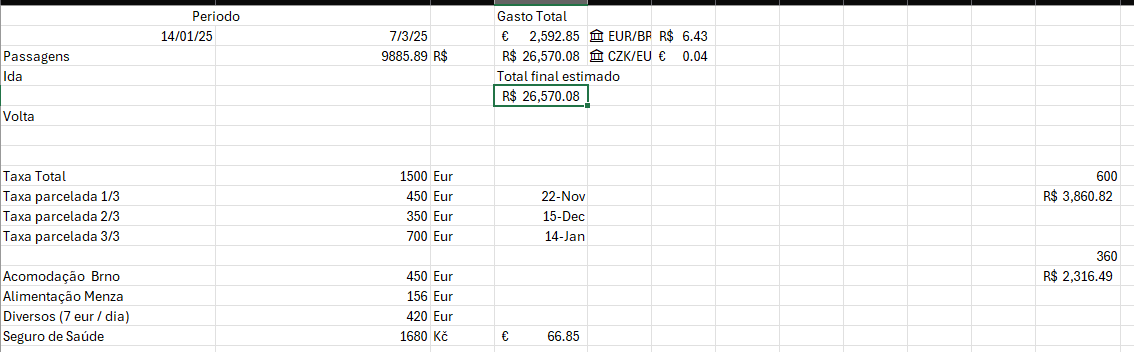 Periodo Gasto Total
14/01/25 7/3/25 € 2,592.85 EUR/BR R$ 6.43
Passagens 9885.89 R$ R$ 26,570.08 CZK/EU € 0.04
Ida Total final estimado
R$ 26,570.08
Volta
Taxa Total 1500 Eur 600
Taxa parcelada 1/3 450 Eur 22-Nov R$ 3,860.82
Taxa parcelada 2/3 350 Eur 15-Dec
Taxa parcelada 3/3 700 Eur 14-Jan
360
Acomodação Brno 450 Eur R$ 2,316.49
Alimentação Menza 156 Eur
Diversos (7 eur / dia) 420 Eur
Seguro de Saúde 1680 Kč € 66.85